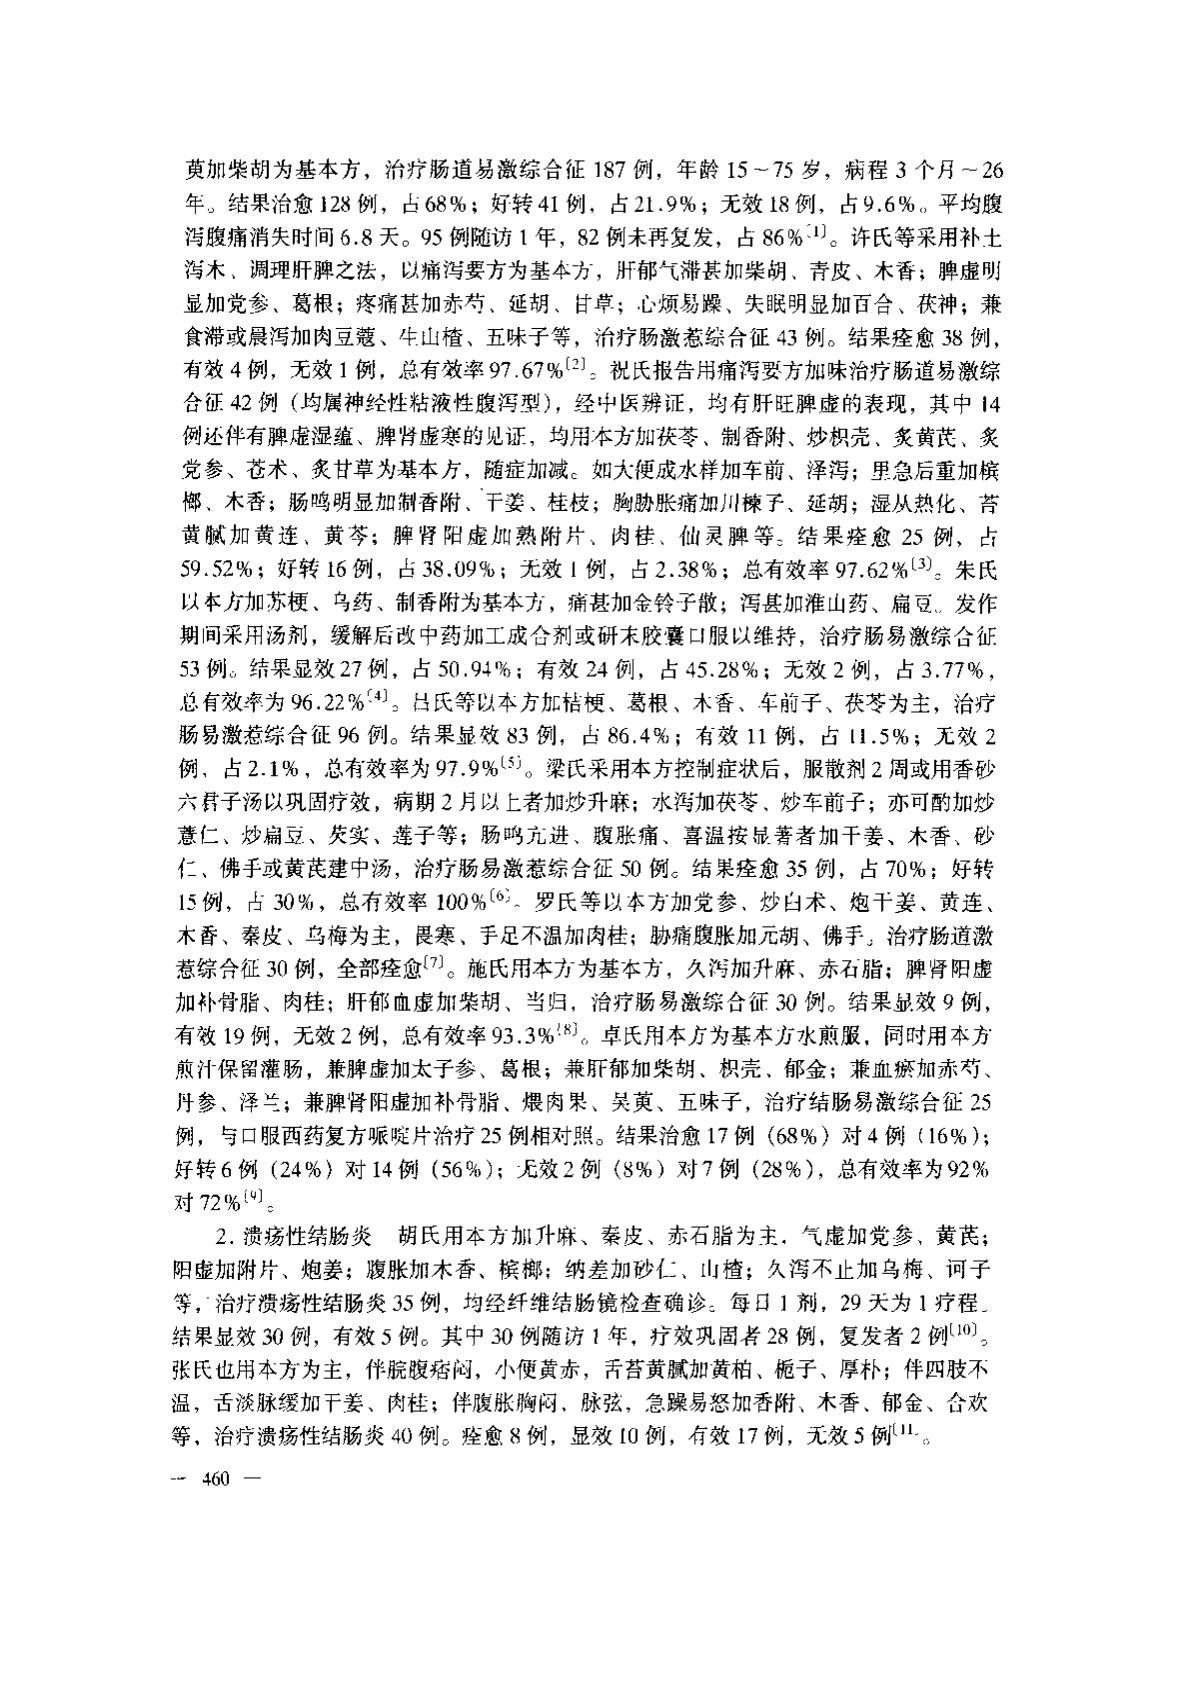 萸加柴胡为基本方，治疗肠道易激综合征 187 例，年龄 15～75 岁，病程 3 个月～26
年。结果治愈 128 例，占 68%；好转 41 例，占 21.9%；无效 18 例，占 9.6%。平均腹
泻腹痛消失时间 6.8 天。95 例随访 1 年，82 例未再复发，占 86%〔1〕。许氏等采用补土
泻木、调理肝脾之法，以痛泻要方为基本方，肝郁气滞甚加柴胡、青皮、木香；脾虚明
显加党参、葛根；疼痛甚加赤芍、延胡、甘草；心烦易躁、失眠明显加百合、茯神；兼
食滞或晨泻加肉豆蔻、生山楂、五味子等，治疗肠激惹综合征 43 例。结果痊愈 38 例，
有效 4 例，无效 1 例，总有效率 97.67%〔2〕。祝氏报告用痛泻要方加味治疗肠道易激综
合征 42 例（均属神经性粘液性腹泻型），经中医辨证，均有肝旺脾虚的表现，其中 14
例还伴有脾虚湿蕴、脾肾虚寒的见证，均用本方加茯苓、制香附、炒枳壳、炙黄芪、炙
党参、苍术、炙甘草为基本方，随症加减。如大便成水样加车前、泽泻；里急后重加槟
榔、木香；肠鸣明显加制香附、干姜、桂枝；胸胁胀痛加川楝子、延胡；湿从热化、苔
黄腻加黄连、黄芩；脾肾阳虚加熟附片、肉桂、仙灵脾等。结果痊愈 25 例，占
59.52%；好转 16 例，占 38.09%；无效 1 例，占 2.38%；总有效率 97.62%〔3〕。朱氏
以本方加苏梗、乌药、制香附为基本方，痛甚加金铃子散；泻甚加淮山药、扁豆。发作
期间采用汤剂，缓解后改中药加工成合剂或研末胶囊口服以维持，治疗肠易激综合征
53 例。结果显效 27 例，占 50.94%；有效 24 例，占 45.28%；无效 2 例，占 3.77%，
总有效率为 96.22%〔4〕。吕氏等以本方加桔梗、葛根、木香、车前子、茯苓为主，治疗
肠易激惹综合征 96 例。结果显效 83 例，占 86.4%；有效 11 例，占 11.5%；无效 2
例，占 2.1%，总有效率为 97.9%〔5〕。梁氏采用本方控制症状后，服散剂 2 周或用香砂
六君子汤以巩固疗效，病期 2 月以上者加炒升麻；水泻加茯苓、炒车前子；亦可酌加炒
薏仁、炒扁豆、芡实、莲子等；肠鸣亢进、腹胀痛、喜温按显著者加干姜、木香、砂
仁、佛手或黄芪建中汤，治疗肠易激惹综合征 50 例。结果痊愈 35 例，占 70%；好转
15 例，占 30%，总有效率 100%〔6〕。罗氏等以本方加党参、炒白术、炮干姜、黄连、
木香、秦皮、乌梅为主，畏寒、手足不温加肉桂；胁痛腹胀加元胡、佛手。治疗肠道激
惹综合征 30 例，全部痊愈〔7〕。施氏用本方为基本方，久泻加升麻、赤石脂；脾肾阳虚
加补骨脂、肉桂；肝郁血虚加柴胡、当归，治疗肠易激综合征 30 例。结果显效 9 例，
有效 19 例，无效 2 例，总有效率 93.3%〔8〕。卓氏用本方为基本方水煎服，同时用本方
煎汁保留灌肠，兼脾虚加太子参、葛根；兼肝郁加柴胡、枳壳、郁金；兼血瘀加赤芍、
丹参、泽兰；兼脾肾阳虚加补骨脂、煨肉果、吴萸、五味子，治疗结肠易激综合征 25
例，与口服西药复方哌啶片治疗 25 例相对照。结果治愈 17 例（68%）对 4 例（16%）；
好转 6 例（24%）对 14 例（56%）；无效 2 例（8%）对 7 例（28%），总有效率为 92%
对 72%〔9〕。
2. 溃疡性结肠炎　胡氏用本方加升麻、秦皮、赤石脂为主，气虚加党参、黄芪；
阳虚加附片、炮姜；腹胀加木香、槟榔；纳差加砂仁、山楂；久泻不止加乌梅、诃子
等，治疗溃疡性结肠炎 35 例，均经纤维结肠镜检查确诊。每日 1 剂，29 天为 1 疗程。
结果显效 30 例，有效 5 例。其中 30 例随访 1 年，疗效巩固者 28 例，复发者 2 例〔10〕。
张氏也用本方为主，伴脘腹痞闷，小便黄赤，舌苔黄腻加黄柏、栀子、厚朴；伴四肢不
温，舌淡脉缓加干姜、肉桂；伴腹胀胸闷，脉弦，急躁易怒加香附、木香、郁金、合欢
等，治疗溃疡性结肠炎 40 例。痊愈 8 例，显效 10 例，有效 17 例，无效 5 例〔11〕。
— 460 —